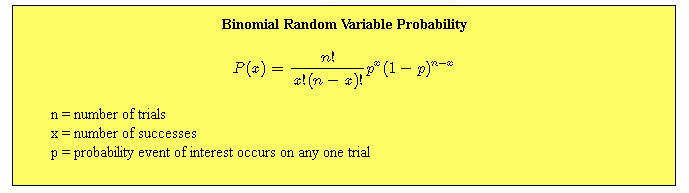 Binomial Random Variable Probability
P(x) = n! / x!(n − x)! p^x (1 − p)^{n−x}
n = number of trials
x = number of successes
p = probability event of interest occurs on any one trial